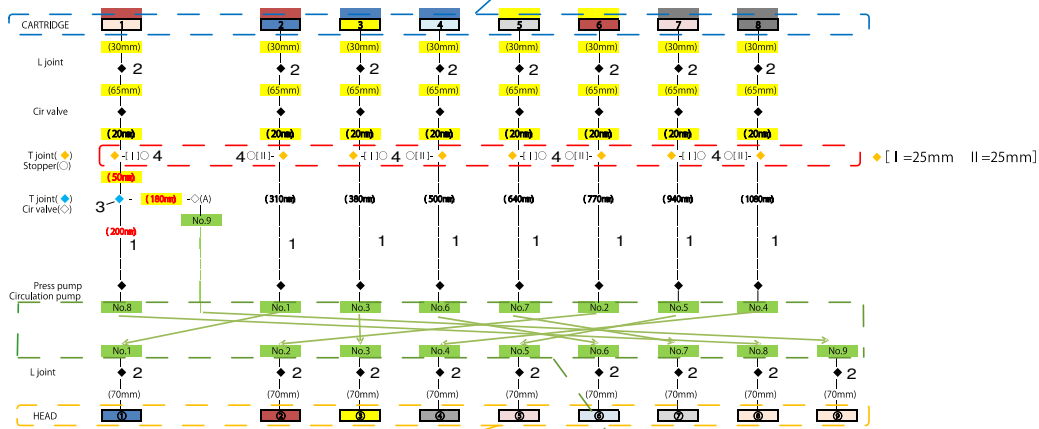 CARTRIDGE 1 2 3 4 5 6 7 8
(30mm) (30mm) (30mm) (30mm) (30mm) (30mm) (30mm) (30mm)
L joint 2 2 2 2 2 2 2 2
(65mm) (65mm) (65mm) (65mm) (65mm) (65mm) (65mm) (65mm)
Cir valve
(20mm) (20mm) (20mm) (20mm) (20mm) (20mm) (20mm) (20mm)
T joint(◆) ◆-[Ⅰ]○ 4 4 ○[Ⅱ]-◆ ◆-[Ⅰ]○ 4 ○[Ⅱ]-◆ ◆-[Ⅰ]○ 4 ○[Ⅱ]-◆ ◆-[Ⅰ]○ 4 ○[Ⅱ]-◆ ◆[Ⅰ=25mm Ⅱ=25mm]
Stopper(○)
(50mm)
T joint(◆) ◆ - (180mm) -◇(A) (310mm) (380mm) (500mm) (640mm) (770mm) (940mm) (1080mm)
Cir valve(◇) 3
No.9
(200mm)
1 1 1 1 1 1 1 1
Press pump
Circulation pump
No.8 No.1 No.3 No.6 No.7 No.2 No.5 No.4
No.1 No.2 No.3 No.4 No.5 No.6 No.7 No.8 No.9
L joint 2 2 2 2 2 2 2 2 2
(70mm) (70mm) (70mm) (70mm) (70mm) (70mm) (70mm) (70mm) (70mm)
HEAD ① ② ③ ④ ⑤ ⑥ ⑦ ⑧ ⑨